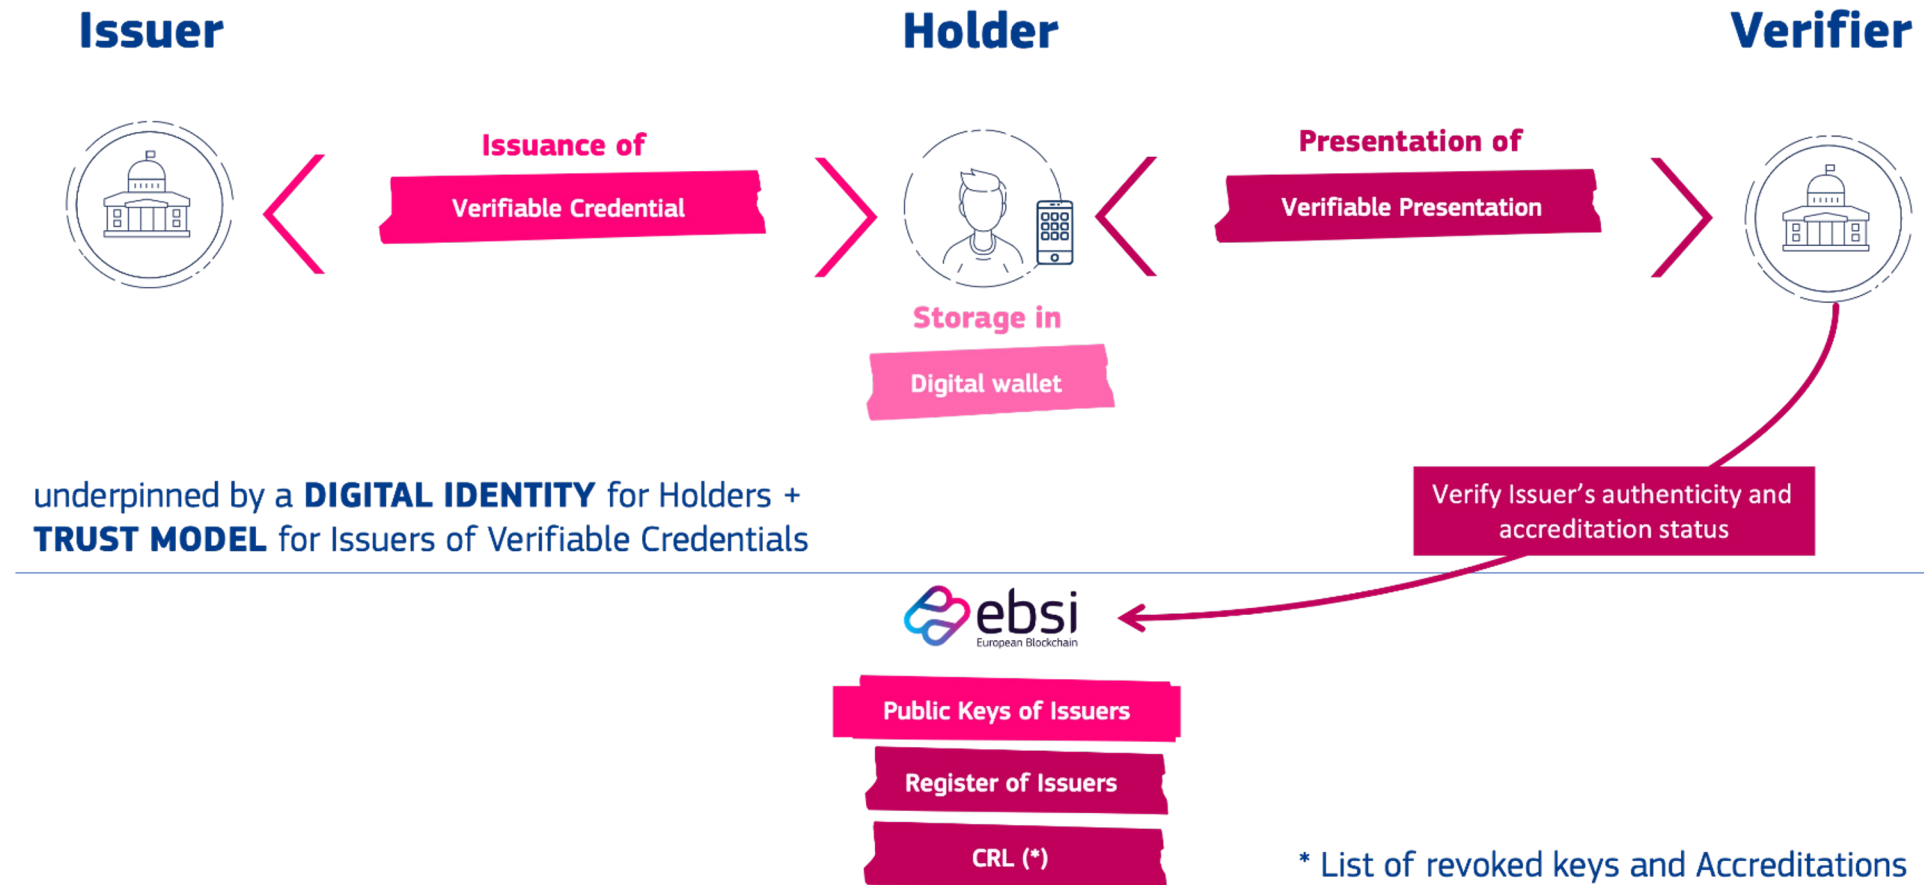 Issuer
Holder
Verifier
Issuance of
Verifiable Credential
Presentation of
Verifiable Presentation
Storage in
Digital wallet
underpinned by a DIGITAL IDENTITY for Holders +
TRUST MODEL for Issuers of Verifiable Credentials
Verify Issuer’s authenticity and
accreditation status
ebsi
European Blockchain
Public Keys of Issuers
Register of Issuers
CRL (*)
* List of revoked keys and Accreditations